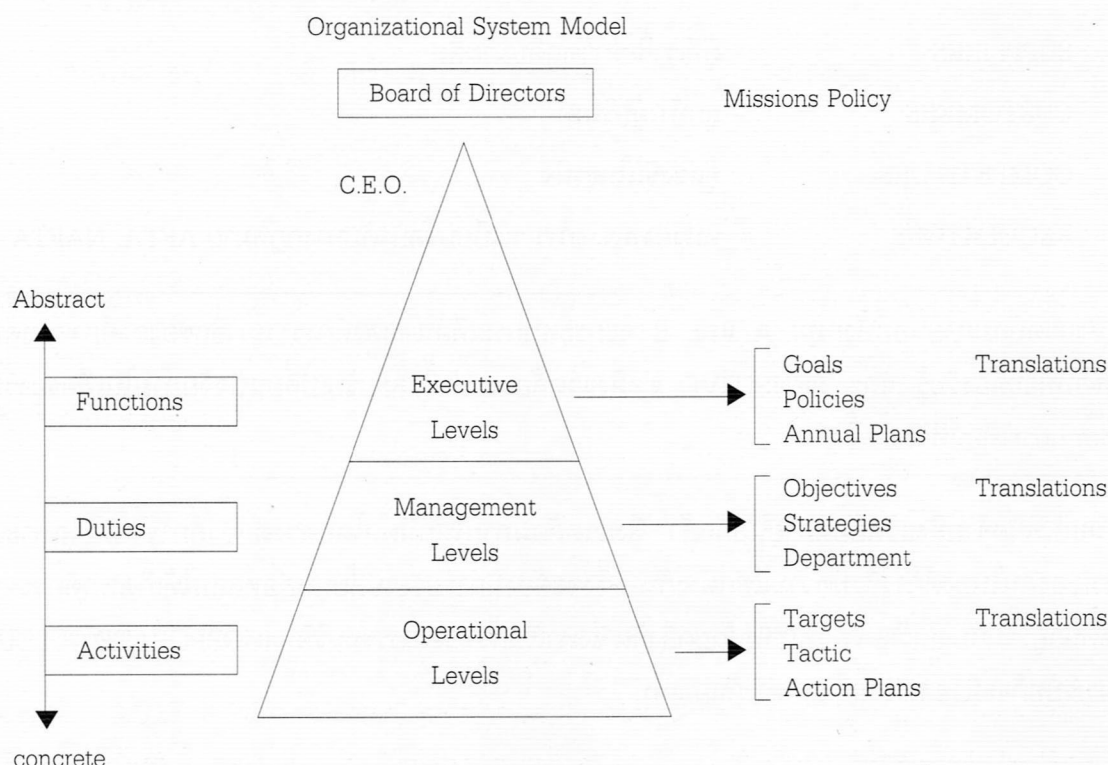 Organizational System Model
Board of Directors
Missions Policy
C.E.O.
Abstract
Functions
Executive
Levels
Goals Translations
Policies
Annual Plans
Duties
Management
Levels
Objectives Translations
Strategies
Department
Activities
Operational
Levels
Targets Translations
Tactic
Action Plans
concrete